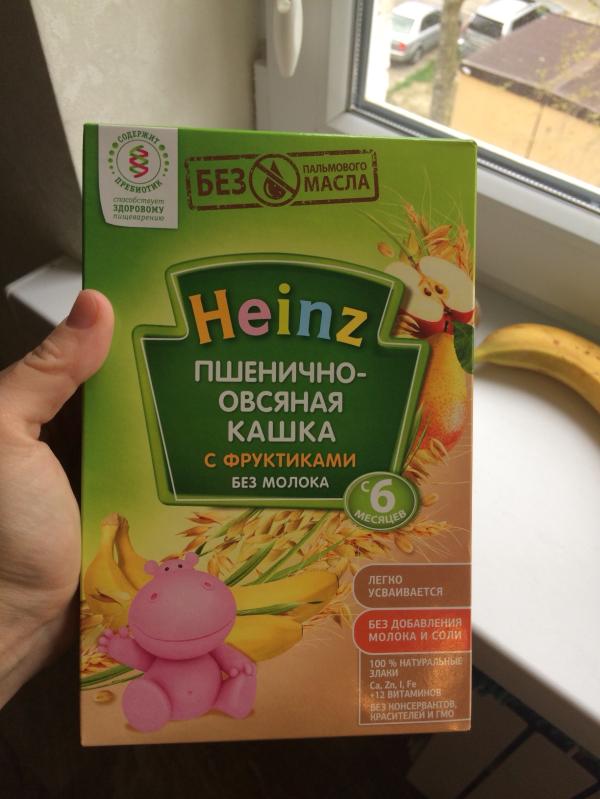 СОДЕРЖИТ
ПРЕБИОТИК
способствует
ЗДОРОВОМУ
пищеварению
БЕЗ ПАЛЬМОВОГО
МАСЛА
Heinz
ПШЕНИЧНО-
ОВСЯНАЯ
КАШКА
С ФРУКТИКАМИ
БЕЗ МОЛОКА
С 6
МЕСЯЦЕВ
ЛЕГКО
УСВАИВАЕТСЯ
БЕЗ ДОБАВЛЕНИЯ
МОЛОКА И СОЛИ
100 % НАТУРАЛЬНЫЕ
ЗЛАКИ
Ca, Zn, I, Fe
+12 ВИТАМИНОВ
БЕЗ КОНСЕРВАНТОВ,
КРАСИТЕЛЕЙ И ГМО